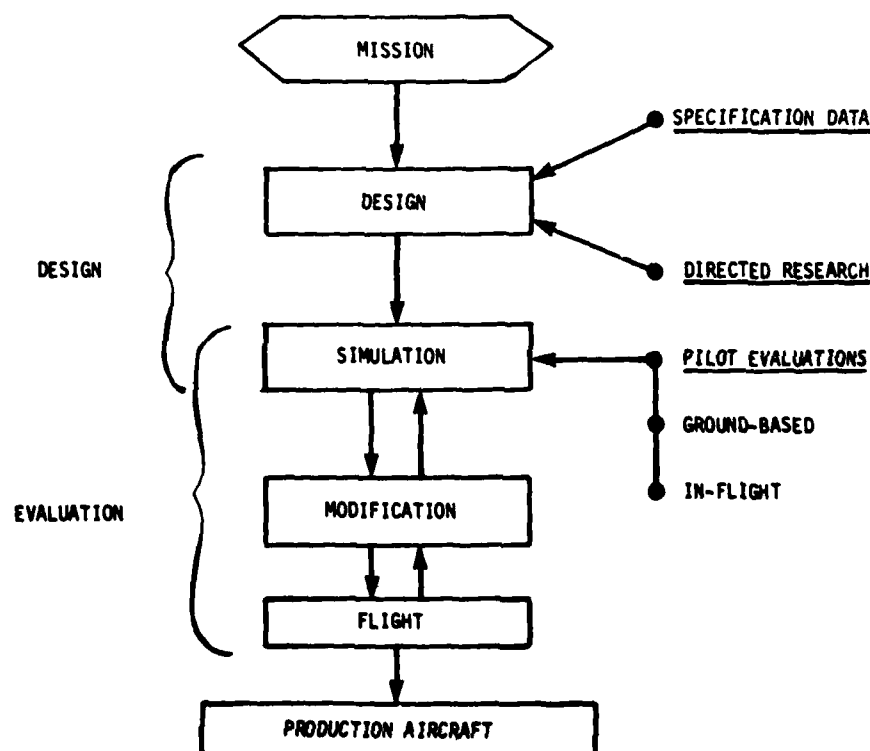 MISSION
SPECIFICATION DATA
DESIGN
DESIGN
DIRECTED RESEARCH
SIMULATION
PILOT EVALUATIONS
GROUND-BASED
EVALUATION
MODIFICATION
IN-FLIGHT
FLIGHT
PRODUCTION AIRCRAFT